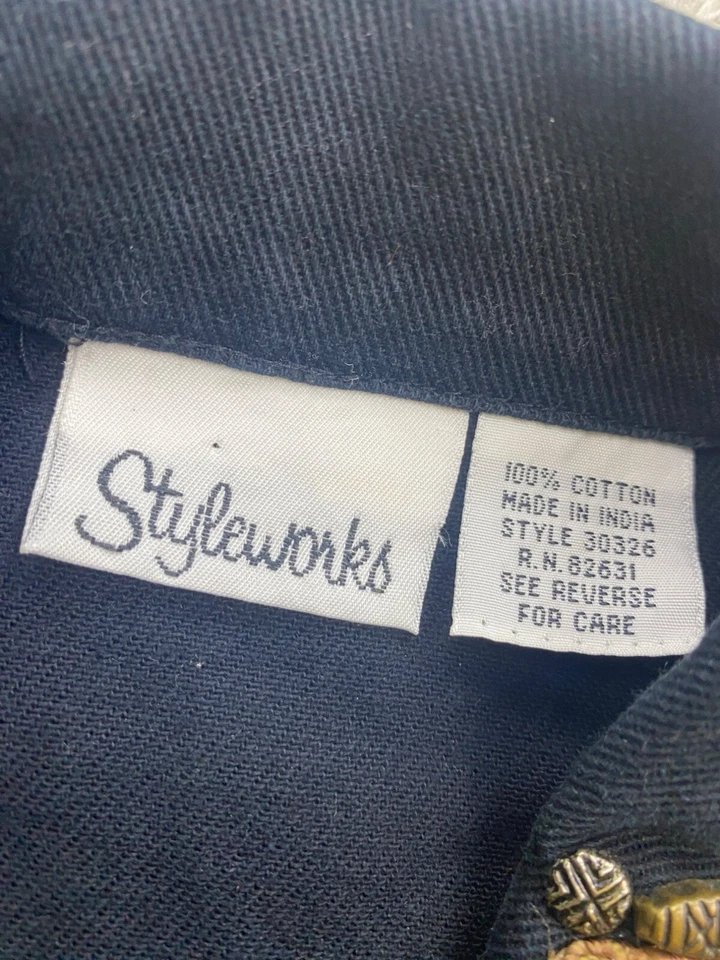 Styleworks
100% COTTON
MADE IN INDIA
STYLE 30326
R.N. 82631
SEE REVERSE
FOR CARE